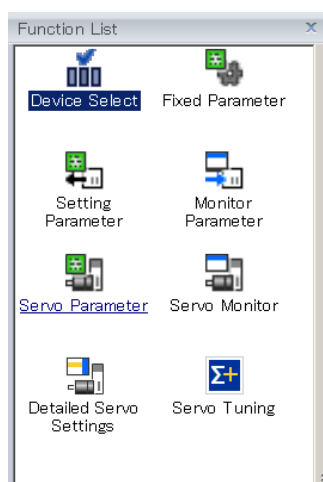 Function List
Device Select Fixed Parameter
Setting Parameter
Monitor Parameter
Servo Parameter Servo Monitor
Detailed Servo Settings
Σ+
Servo Tuning